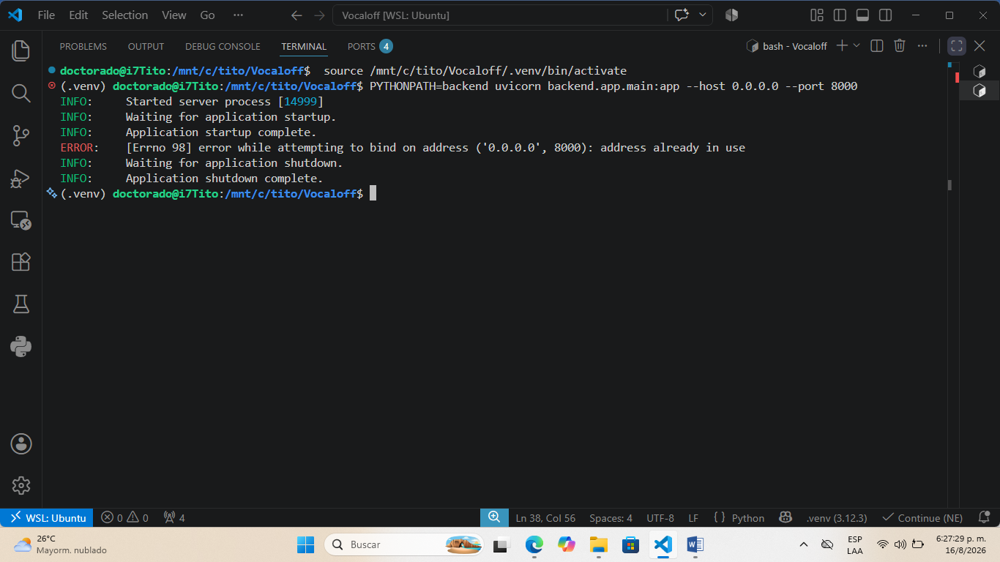 File Edit Selection View Go ··· Vocaloff [WSL: Ubuntu]
PROBLEMS OUTPUT DEBUG CONSOLE TERMINAL PORTS 4 bash - Vocaloff
doctorado@i7Tito:/mnt/c/tito/Vocaloff$  source /mnt/c/tito/Vocaloff/.venv/bin/activate
(.venv) doctorado@i7Tito:/mnt/c/tito/Vocaloff$ PYTHONPATH=backend uvicorn backend.app.main:app --host 0.0.0.0 --port 8000
INFO:     Started server process [14999]
INFO:     Waiting for application startup.
INFO:     Application startup complete.
ERROR:    [Errno 98] error while attempting to bind on address ('0.0.0.0', 8000): address already in use
INFO:     Waiting for application shutdown.
INFO:     Application shutdown complete.
(.venv) doctorado@i7Tito:/mnt/c/tito/Vocaloff$
WSL: Ubuntu 0 0 4 Ln 38, Col 56 Spaces: 4 UTF-8 LF { } Python .venv (3.12.3) Continue (NE)
26°C
Mayorm. nublado
Buscar
ESP
LAA
6:27:29 p. m.
16/8/2026